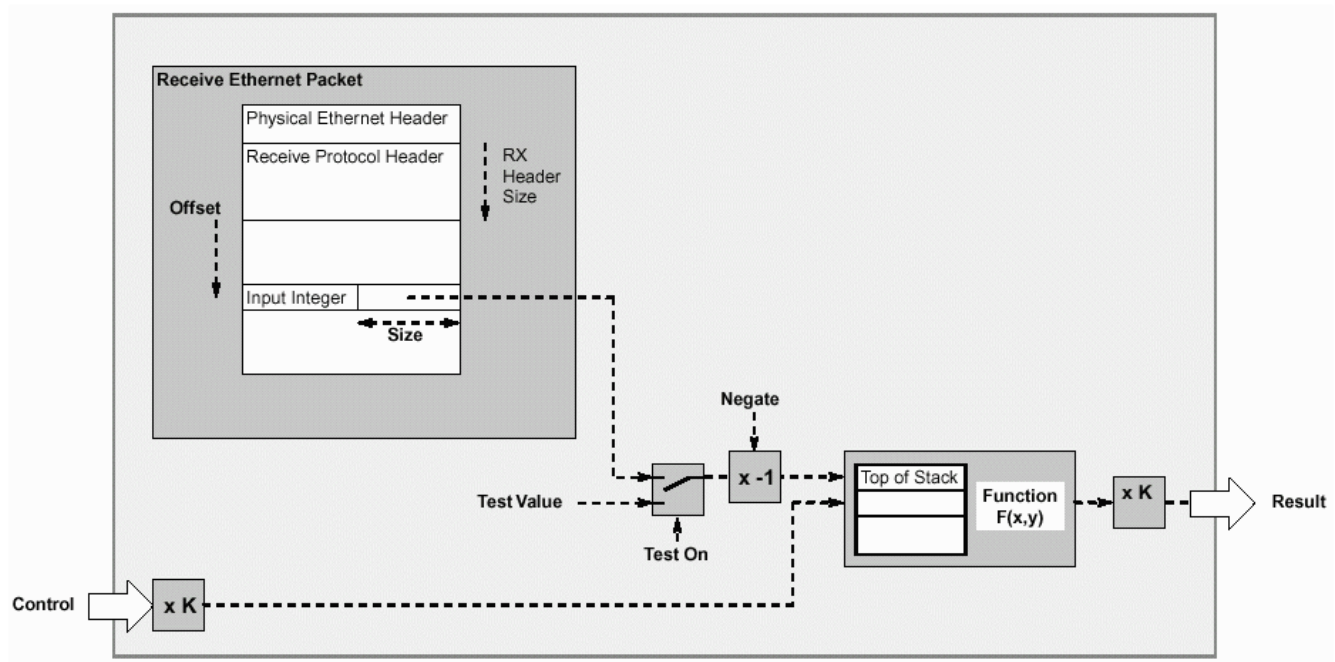 Receive Ethernet Packet
Physical Ethernet Header
Receive Protocol Header
RX
Header
Size
Offset
Input Integer
Size
Negate
x -1
Test Value
Test On
Top of Stack
Function
F(x,y)
x K
Result
Control
x K